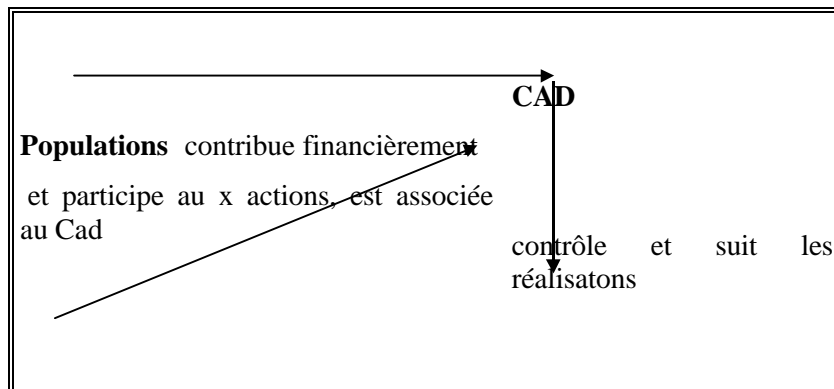 CAD
Populations contribue financièrement
et participe au x actions, est associée
au Cad
contrôle et suit les
réalisatons